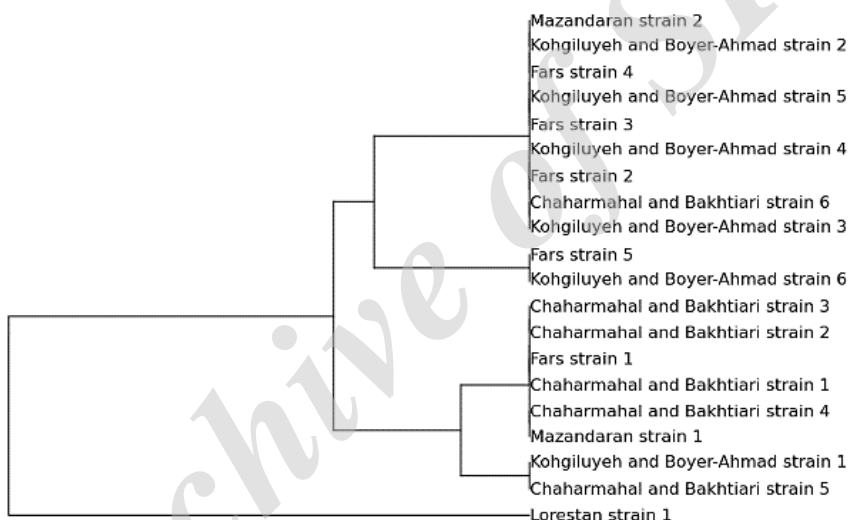 Mazandaran strain 2
Kohgiluyeh and Boyer-Ahmad strain 2
Fars strain 4
Kohgiluyeh and Boyer-Ahmad strain 5
Fars strain 3
Kohgiluyeh and Boyer-Ahmad strain 4
Fars strain 2
Chaharmahal and Bakhtiari strain 6
Kohgiluyeh and Boyer-Ahmad strain 3
Fars strain 5
Kohgiluyeh and Boyer-Ahmad strain 6
Chaharmahal and Bakhtiari strain 3
Chaharmahal and Bakhtiari strain 2
Fars strain 1
Chaharmahal and Bakhtiari strain 1
Chaharmahal and Bakhtiari strain 4
Mazandaran strain 1
Kohgiluyeh and Boyer-Ahmad strain 1
Chaharmahal and Bakhtiari strain 5
Lorestan strain 1
chive of S